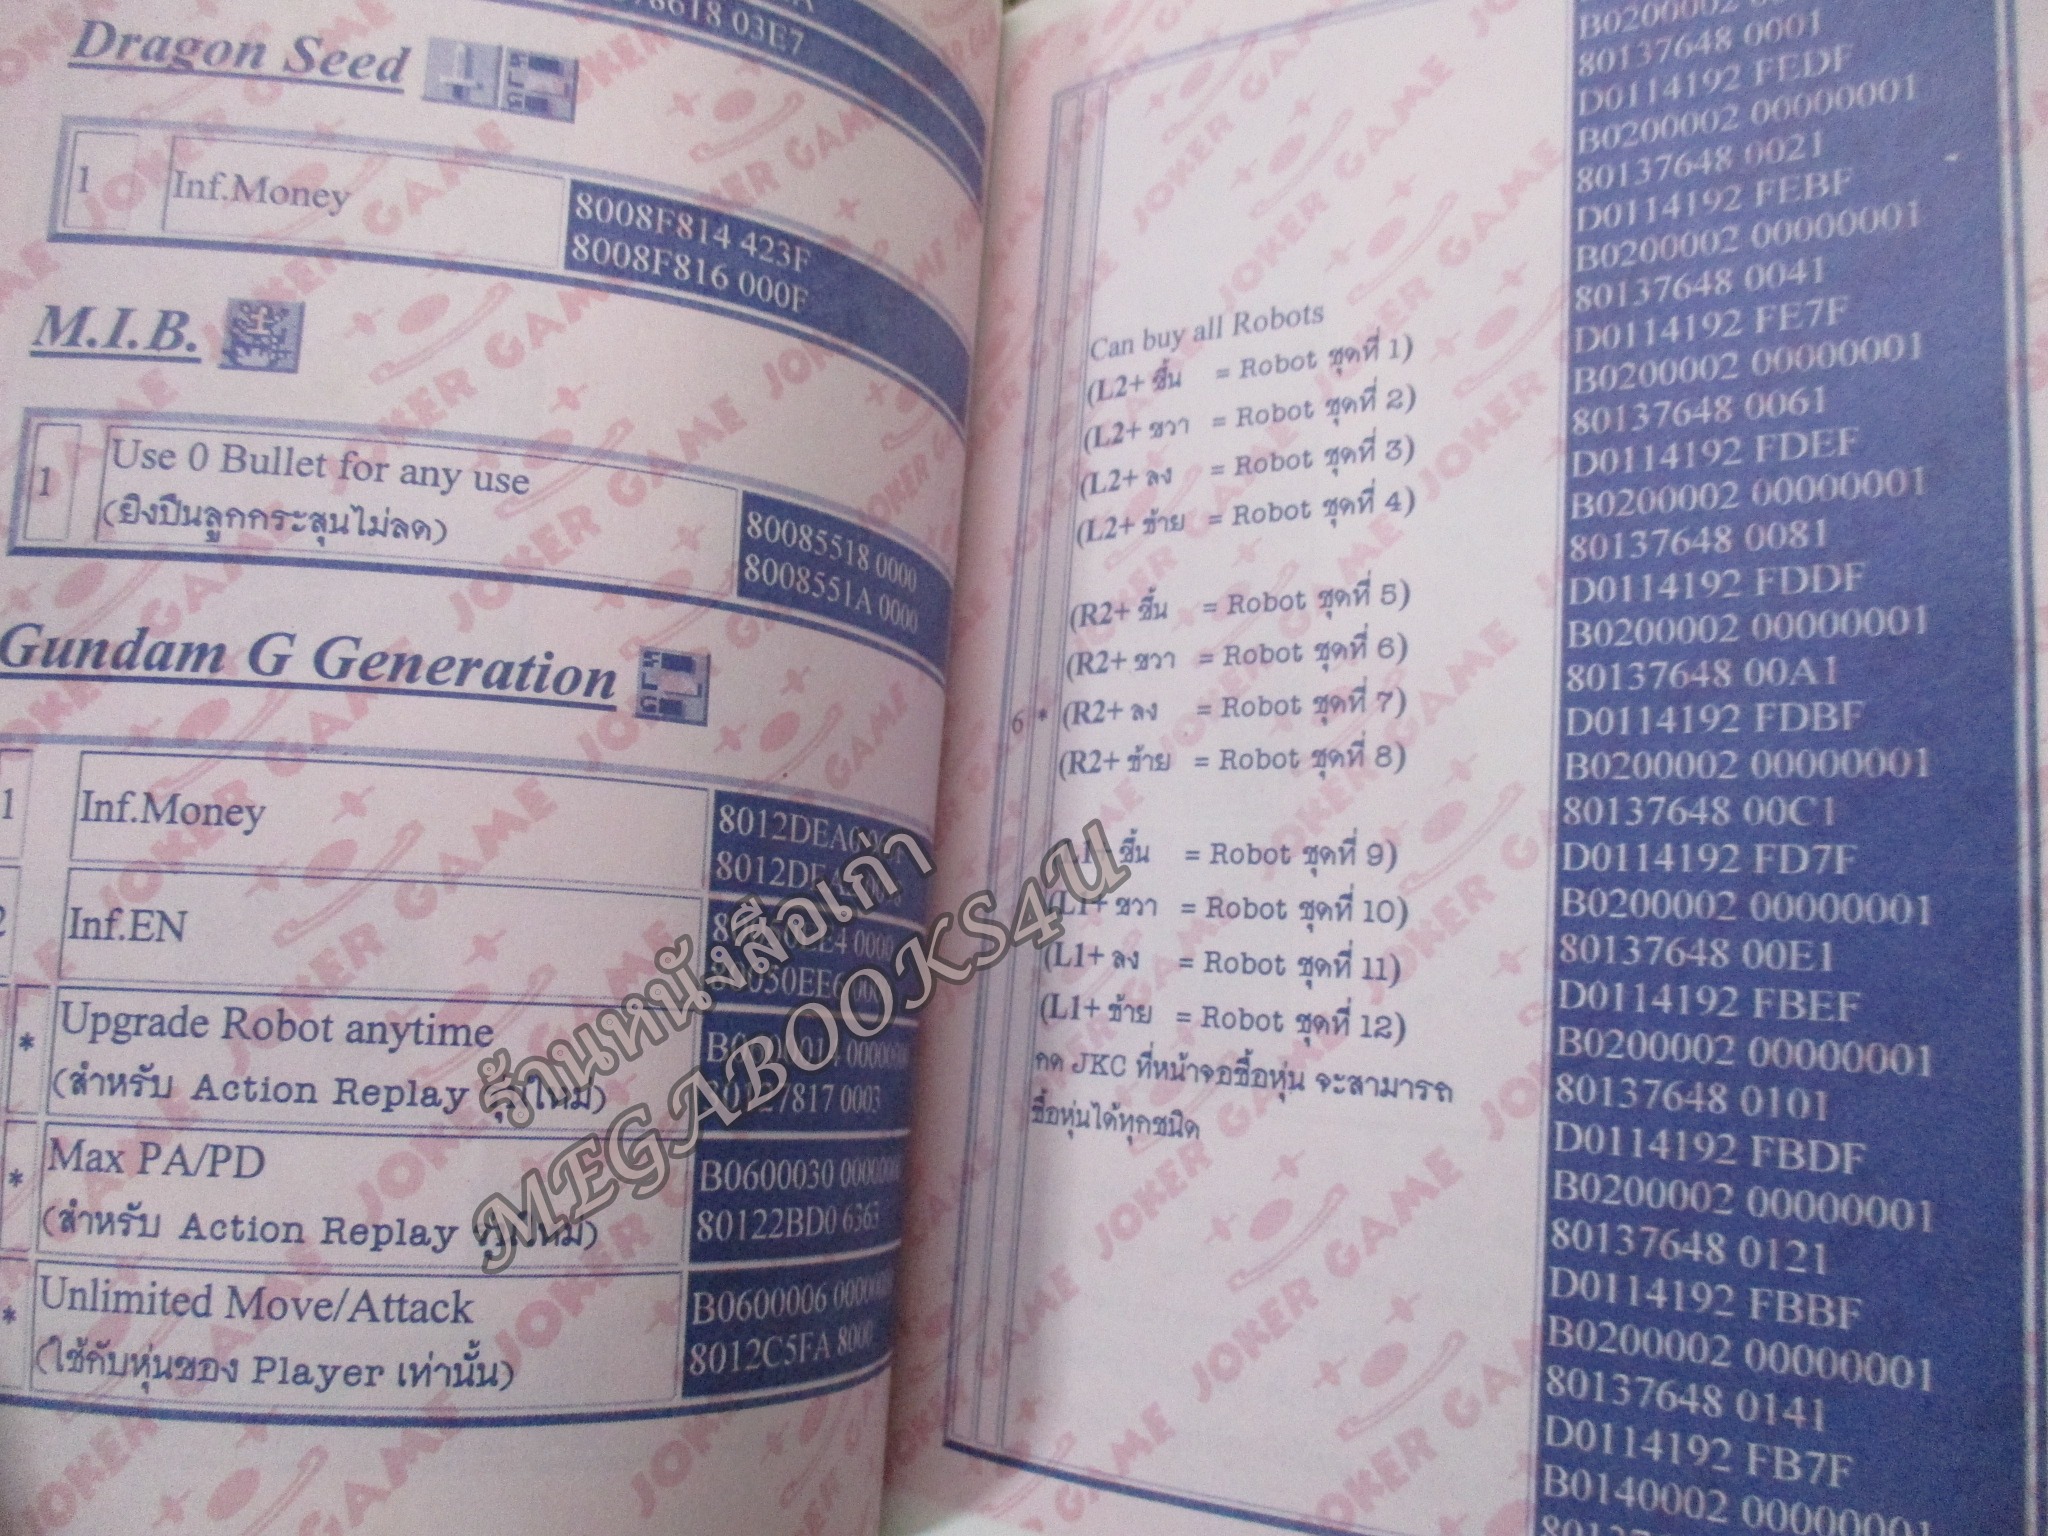 78618 03E7
Dragon Seed
1
Inf.Money
8008F814 423F
8008F816 000F
M.I.B.
1
Use 0 Bullet for any use
(ยิงปืนลูกกระสุนไม่ลด)
80085518 0000
8008551A 0000
Gundam G Generation
1
Inf.Money
2
Inf.EN
*
Upgrade Robot anytime
(สำหรับ Action Replay รุ่นใหม่)
80127817 0003
*
Max PA/PD
(สำหรับ Action Replay รุ่นใหม่)
B0600030
80122BD0 6363
*
Unlimited Move/Attack
(ใช้กับหุ่นของ Player เท่านั้น)
B0600006
8012C5FA 8000
6 *
Can buy all Robots
(L2+ ขึ้น = Robot ชุดที่ 1)
(L2+ ขวา = Robot ชุดที่ 2)
(L2+ ลง = Robot ชุดที่ 3)
(L2+ ซ้าย = Robot ชุดที่ 4)
(R2+ ขึ้น = Robot ชุดที่ 5)
(R2+ ขวา = Robot ชุดที่ 6)
(R2+ ลง = Robot ชุดที่ 7)
(R2+ ซ้าย = Robot ชุดที่ 8)
(L1+ ขึ้น = Robot ชุดที่ 9)
(L1+ ขวา = Robot ชุดที่ 10)
(L1+ ลง = Robot ชุดที่ 11)
(L1+ ซ้าย = Robot ชุดที่ 12)
กด JKC ที่หน้าจอซื้อหุ่น จะสามารถ
ซื้อหุ่นได้ทุกชนิด
B0200002
80137648 0001
D0114192 FEDF
B0200002 00000001
80137648 0021
D0114192 FEBF
B0200002 00000001
80137648 0041
D0114192 FE7F
B0200002 00000001
80137648 0061
D0114192 FDEF
B0200002 00000001
80137648 0081
D0114192 FDDF
B0200002 00000001
80137648 00A1
D0114192 FDBF
B0200002 00000001
80137648 00C1
D0114192 FD7F
B0200002 00000001
80137648 00E1
D0114192 FBEF
B0200002 00000001
80137648 0101
D0114192 FBDF
B0200002 00000001
80137648 0121
D0114192 FBBF
B0200002 00000001
80137648 0141
D0114192 FB7F
B0140002 00000001
ร้านหนังสือเก่า
MEGABOOKS4U
JOKER GAME